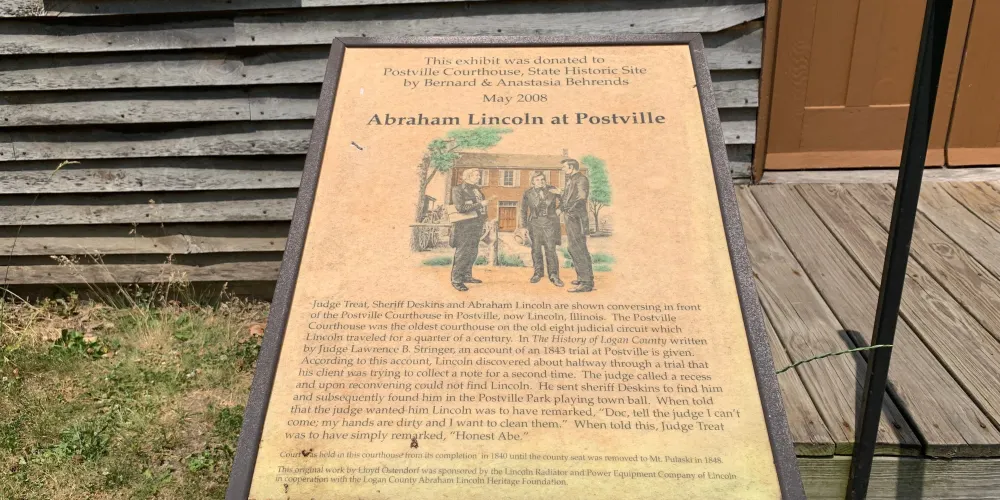 This exhibit was donated to
Postville Courthouse, State Historic Site
by Bernard & Anastasia Behrends
May 2008
Abraham Lincoln at Postville
Judge Treat, Sheriff Deskins and Abraham Lincoln are shown conversing in front
of the Postville Courthouse in Postville, now Lincoln, Illinois. The Postville
Courthouse was the oldest courthouse on the old eight judicial circuit which
Lincoln traveled for a quarter of a century. In The History of Logan County written
by Judge Lawrence B. Stringer, an account of an 1843 trial at Postville is given.
According to this account, Lincoln discovered about halfway through a trial that
his client was trying to collect a note for a second time. The judge called a recess
and upon reconvening could not find Lincoln. He sent sheriff Deskins to find him
and subsequently found him in the Postville Park playing town ball. When told
that the judge wanted him Lincoln was to have remarked, "Doc, tell the judge I can't
come; my hands are dirty and I want to clean them." When told this, Judge Treat
was to have simply remarked, "Honest Abe."
Court was held in this courthouse from its completion in 1840 until the county seat was removed to Mt. Pulaski in 1848.
This original work by Lloyd Ostendorf was sponsored by the Lincoln Radiator and Power Equipment Company of Lincoln
in cooperation with the Logan County Abraham Lincoln Heritage Foundation.